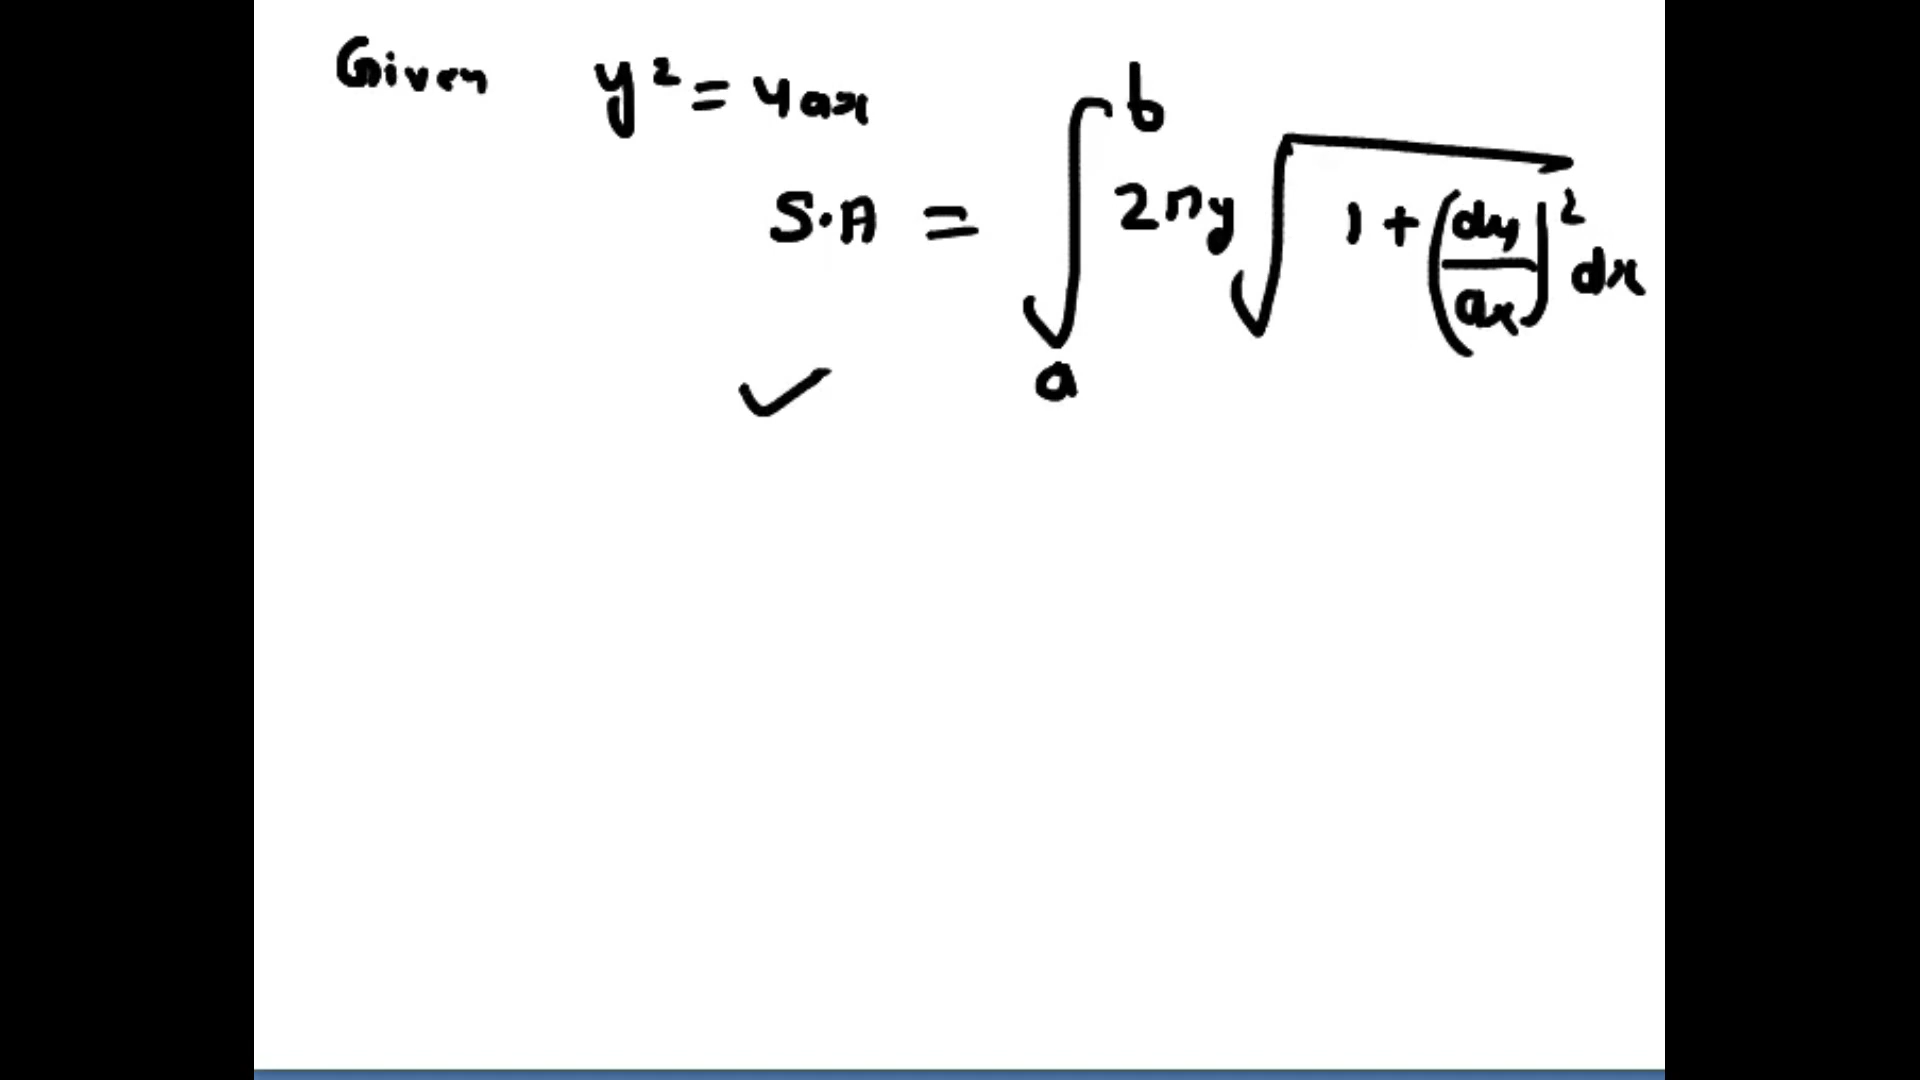 Given y² = 4ax
S.A = ∫ₐᵇ 2πy √(1 + (dy/dx)²) dx
✓